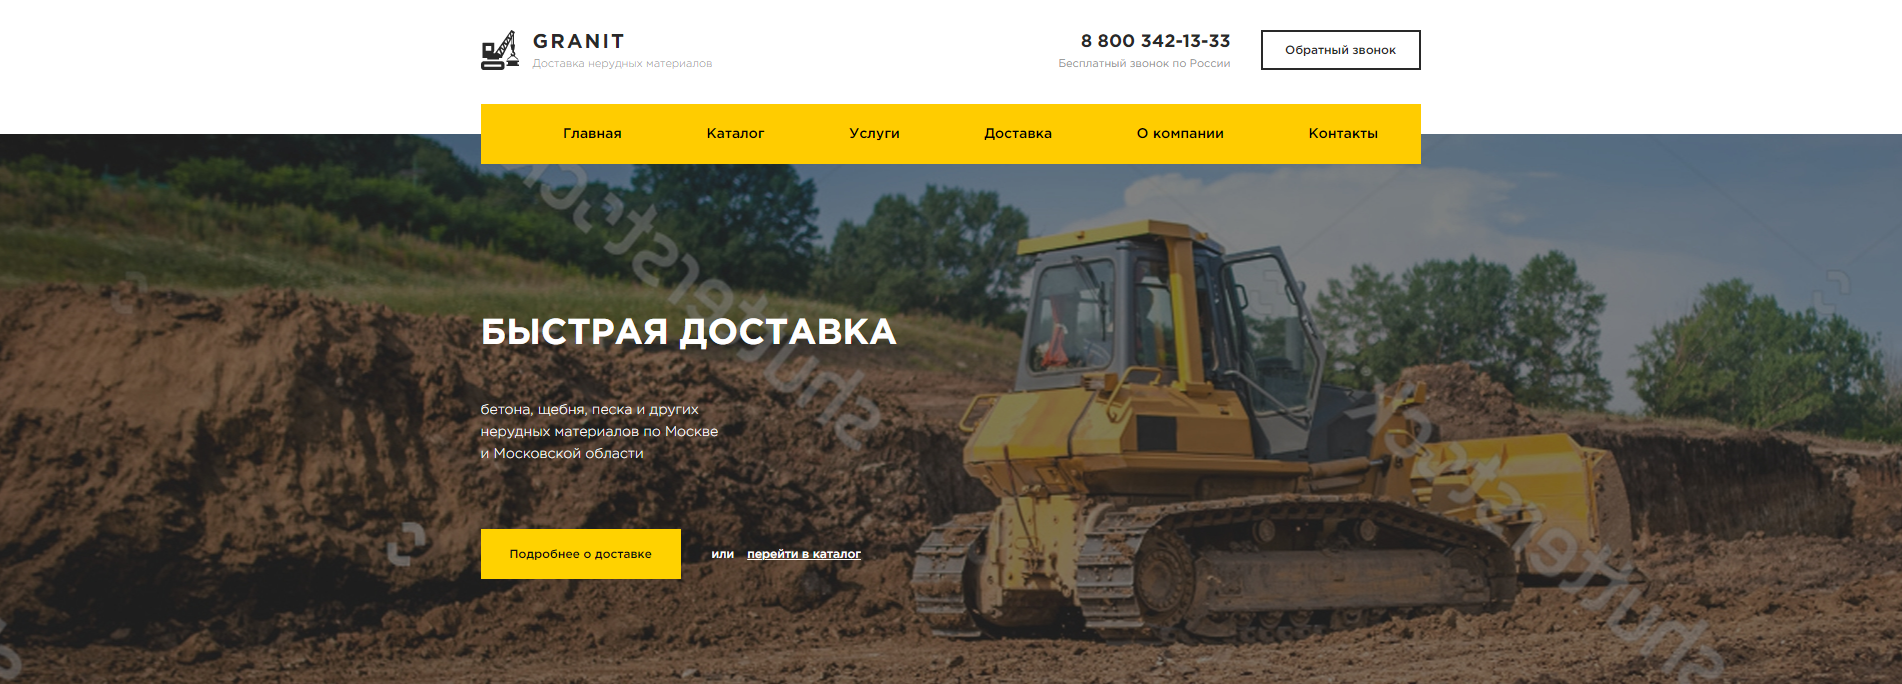 GRANIT
Доставка нерудных материалов
8 800 342-13-33
Бесплатный звонок по России
Обратный звонок
Главная Каталог Услуги Доставка О компании Контакты
БЫСТРАЯ ДОСТАВКА
бетона, щебня, песка и других
нерудных материалов по Москве
и Московской области
Подробнее о доставке
или перейти в каталог